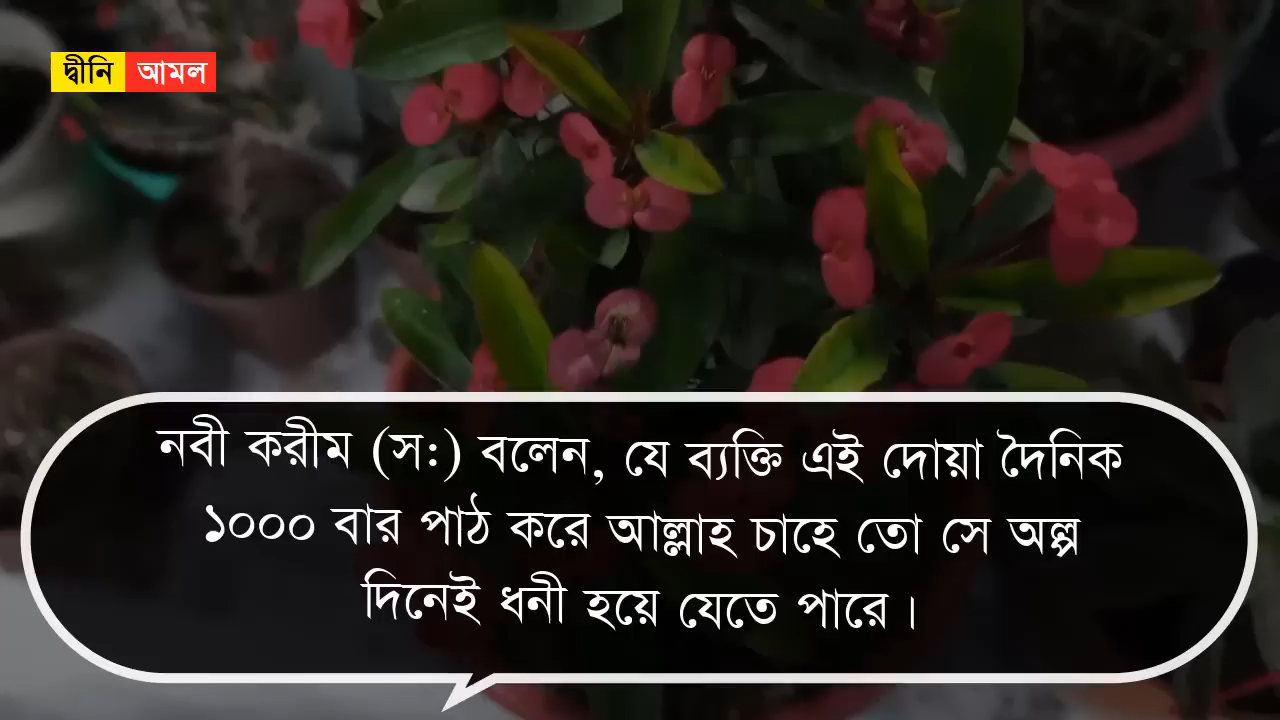 দ্বীনি আমল
নবী করীম (স:) বলেন, যে ব্যক্তি এই দোয়া দৈনিক
১০০০ বার পাঠ করে আল্লাহ চাহে তো সে অল্প
দিনেই ধনী হয়ে যেতে পারে।